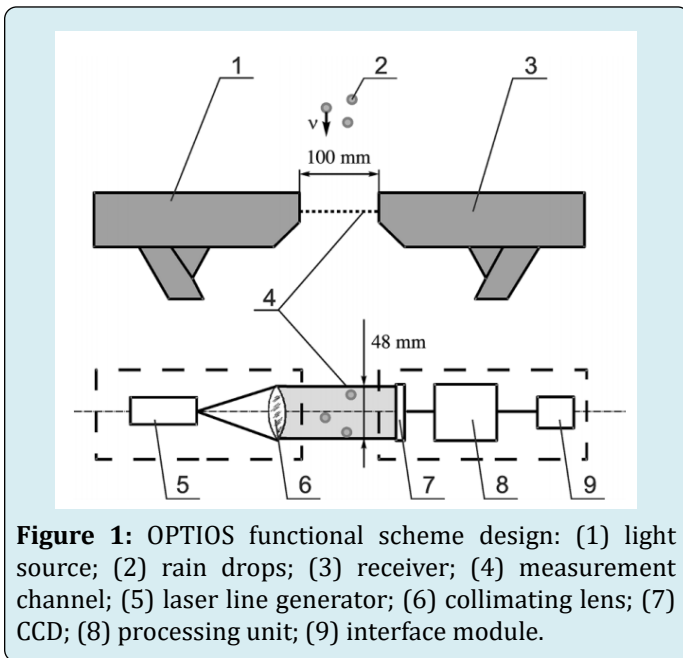 1
2
3
ν
100 mm
4
48 mm
5
6
7
8
9
Figure 1: OPTIOS functional scheme design: (1) light
source; (2) rain drops; (3) receiver; (4) measurement
channel; (5) laser line generator; (6) collimating lens; (7)
CCD; (8) processing unit; (9) interface module.